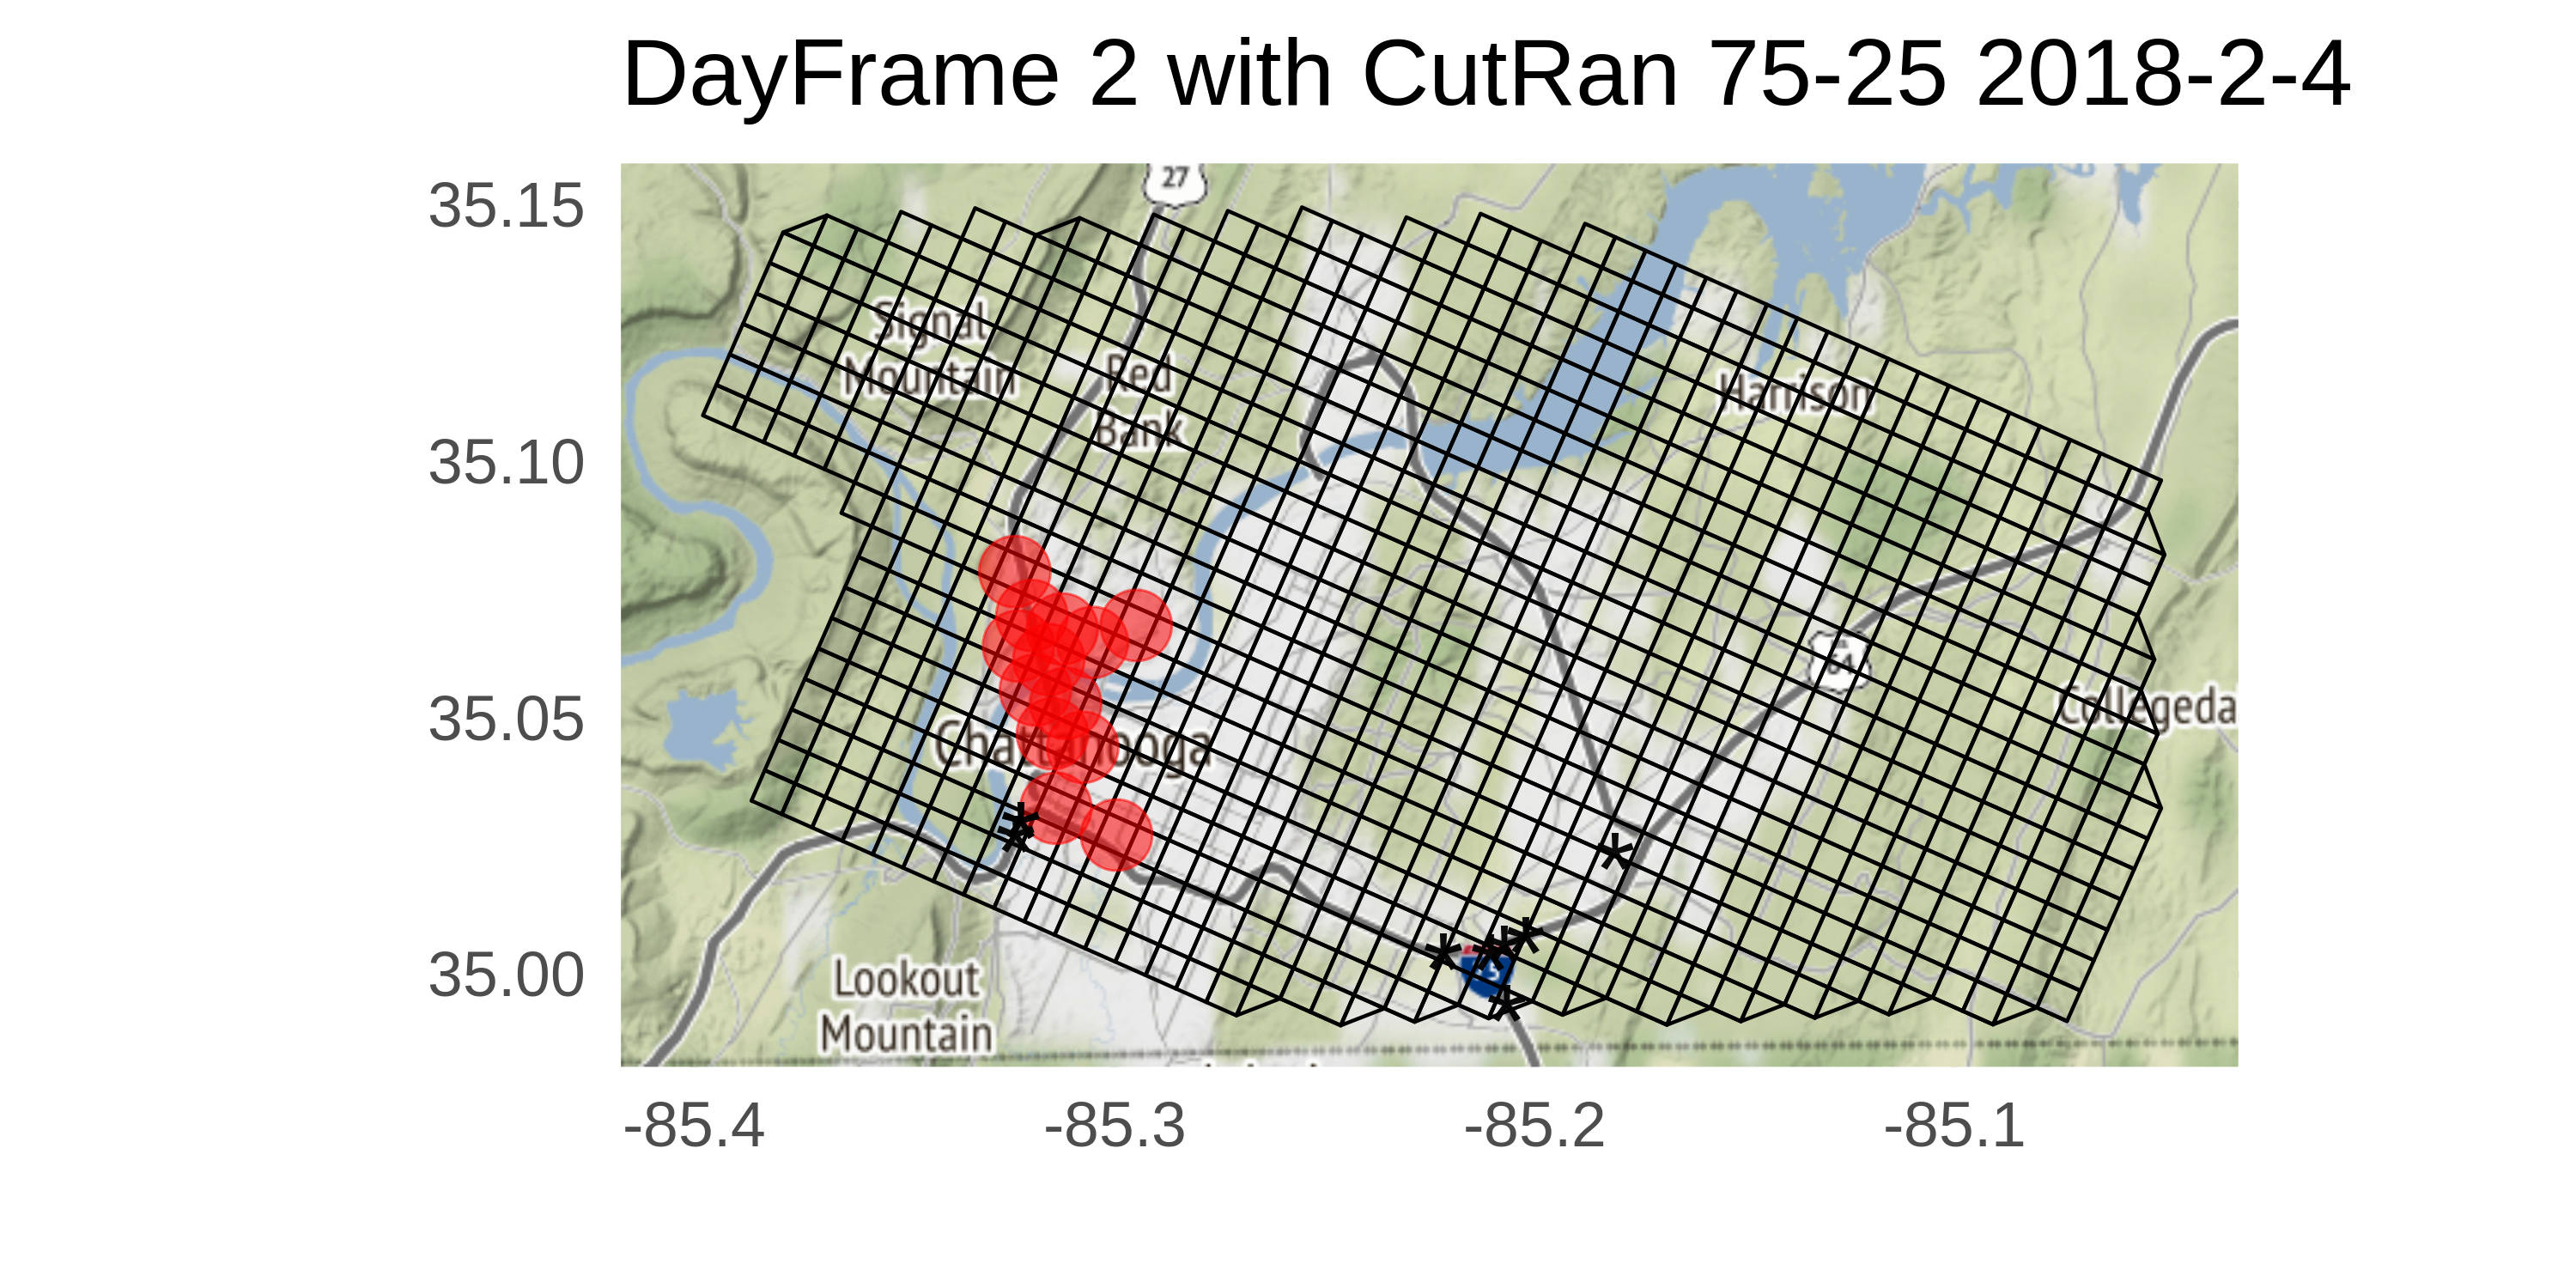 DayFrame 2 with CutRan 75-25 2018-2-4
35.15
35.10
35.05
35.00
27
Signal
Mountain
Red
Bank
Harrison
64
Collegeda
Chattanooga
Lookout
Mountain
-85.4
-85.3
-85.2
-85.1